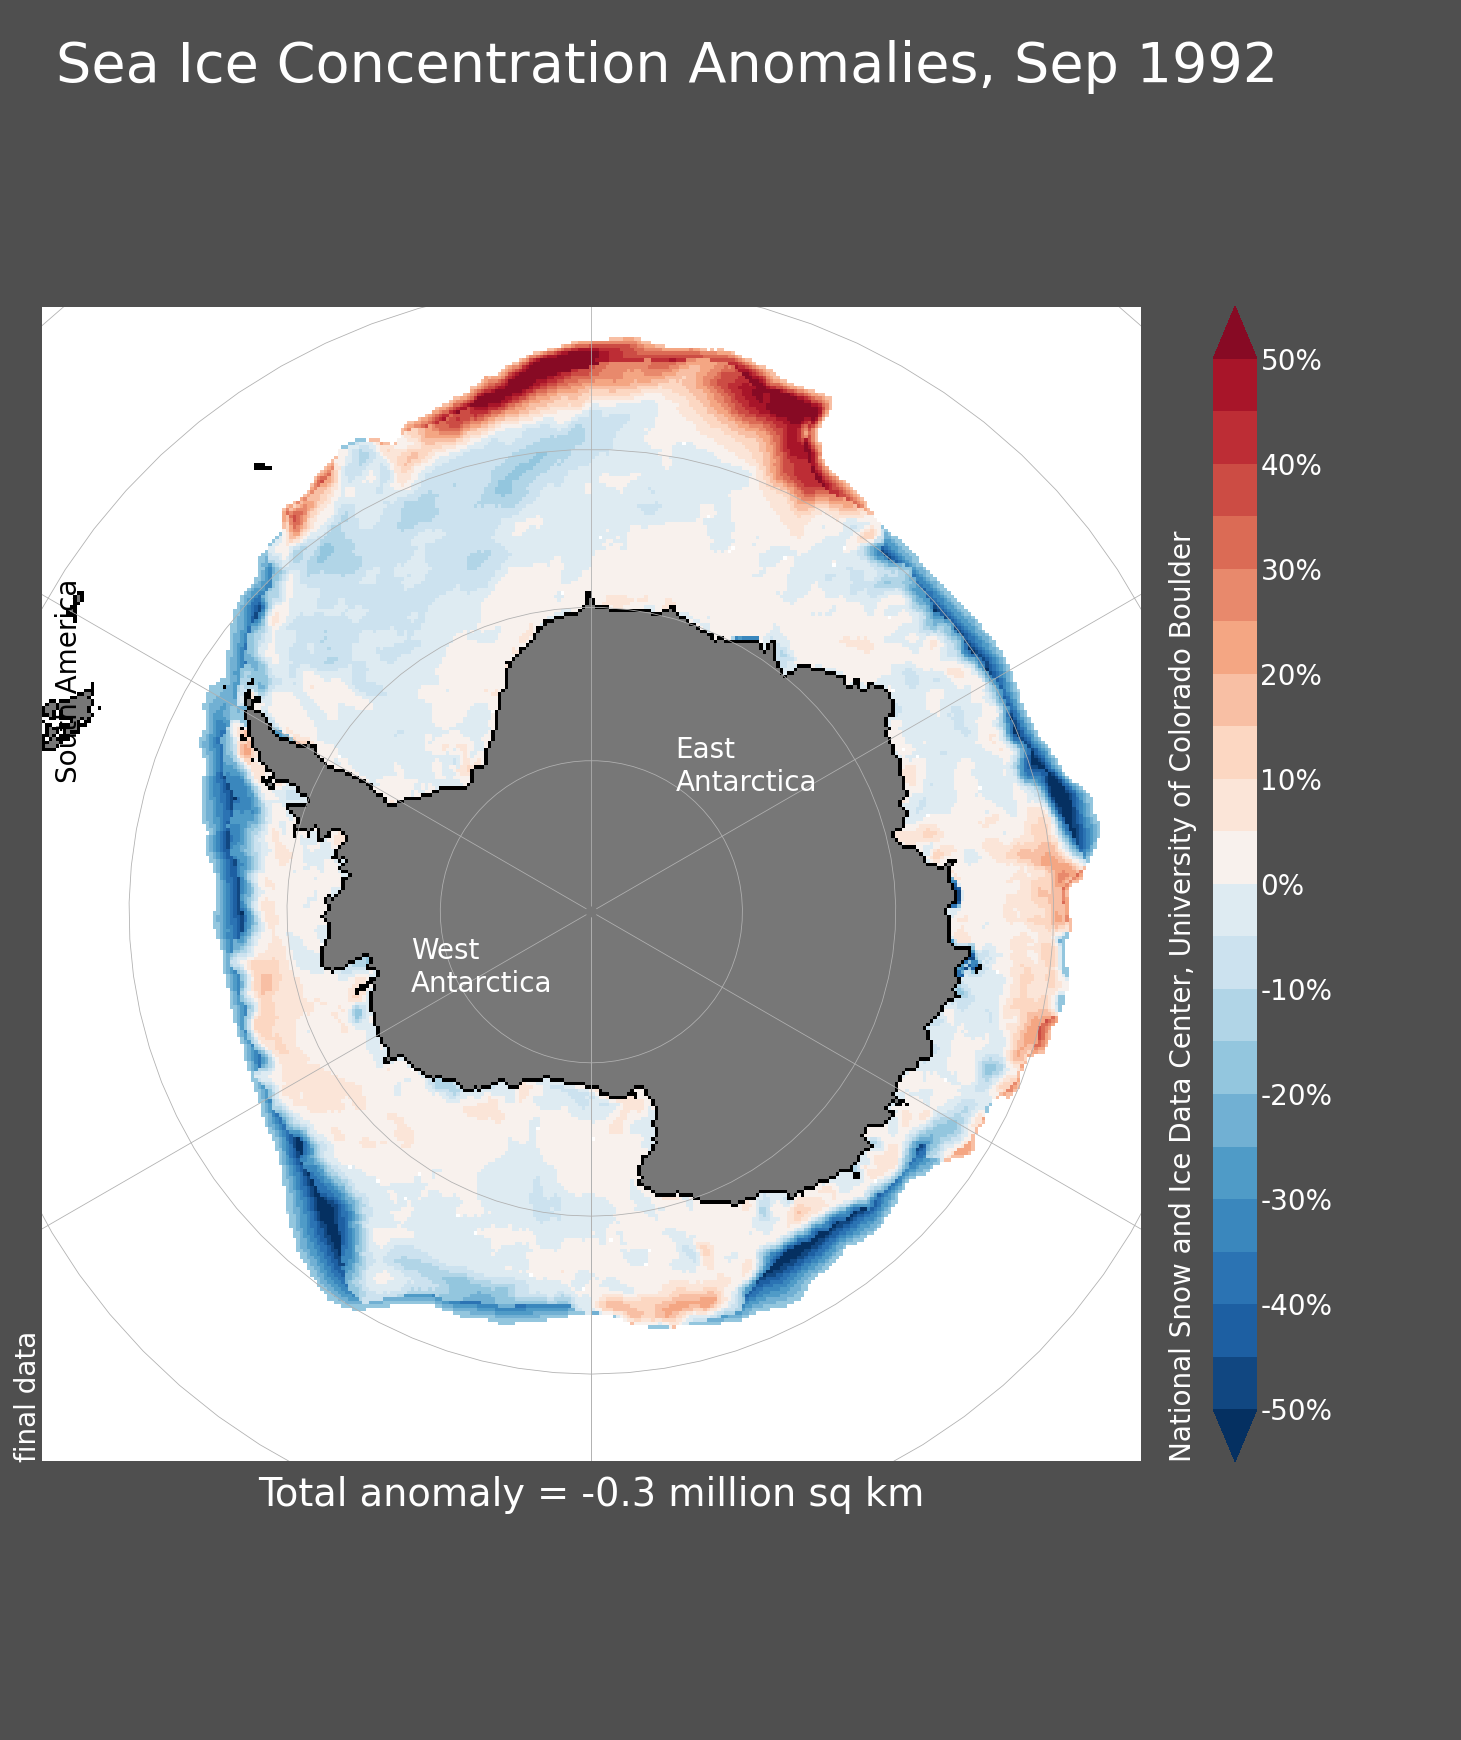 Sea Ice Concentration Anomalies, Sep 1992
South America
East
Antarctica
West
Antarctica
final data
National Snow and Ice Data Center, University of Colorado Boulder
50%
40%
30%
20%
10%
0%
-10%
-20%
-30%
-40%
-50%
Total anomaly = -0.3 million sq km